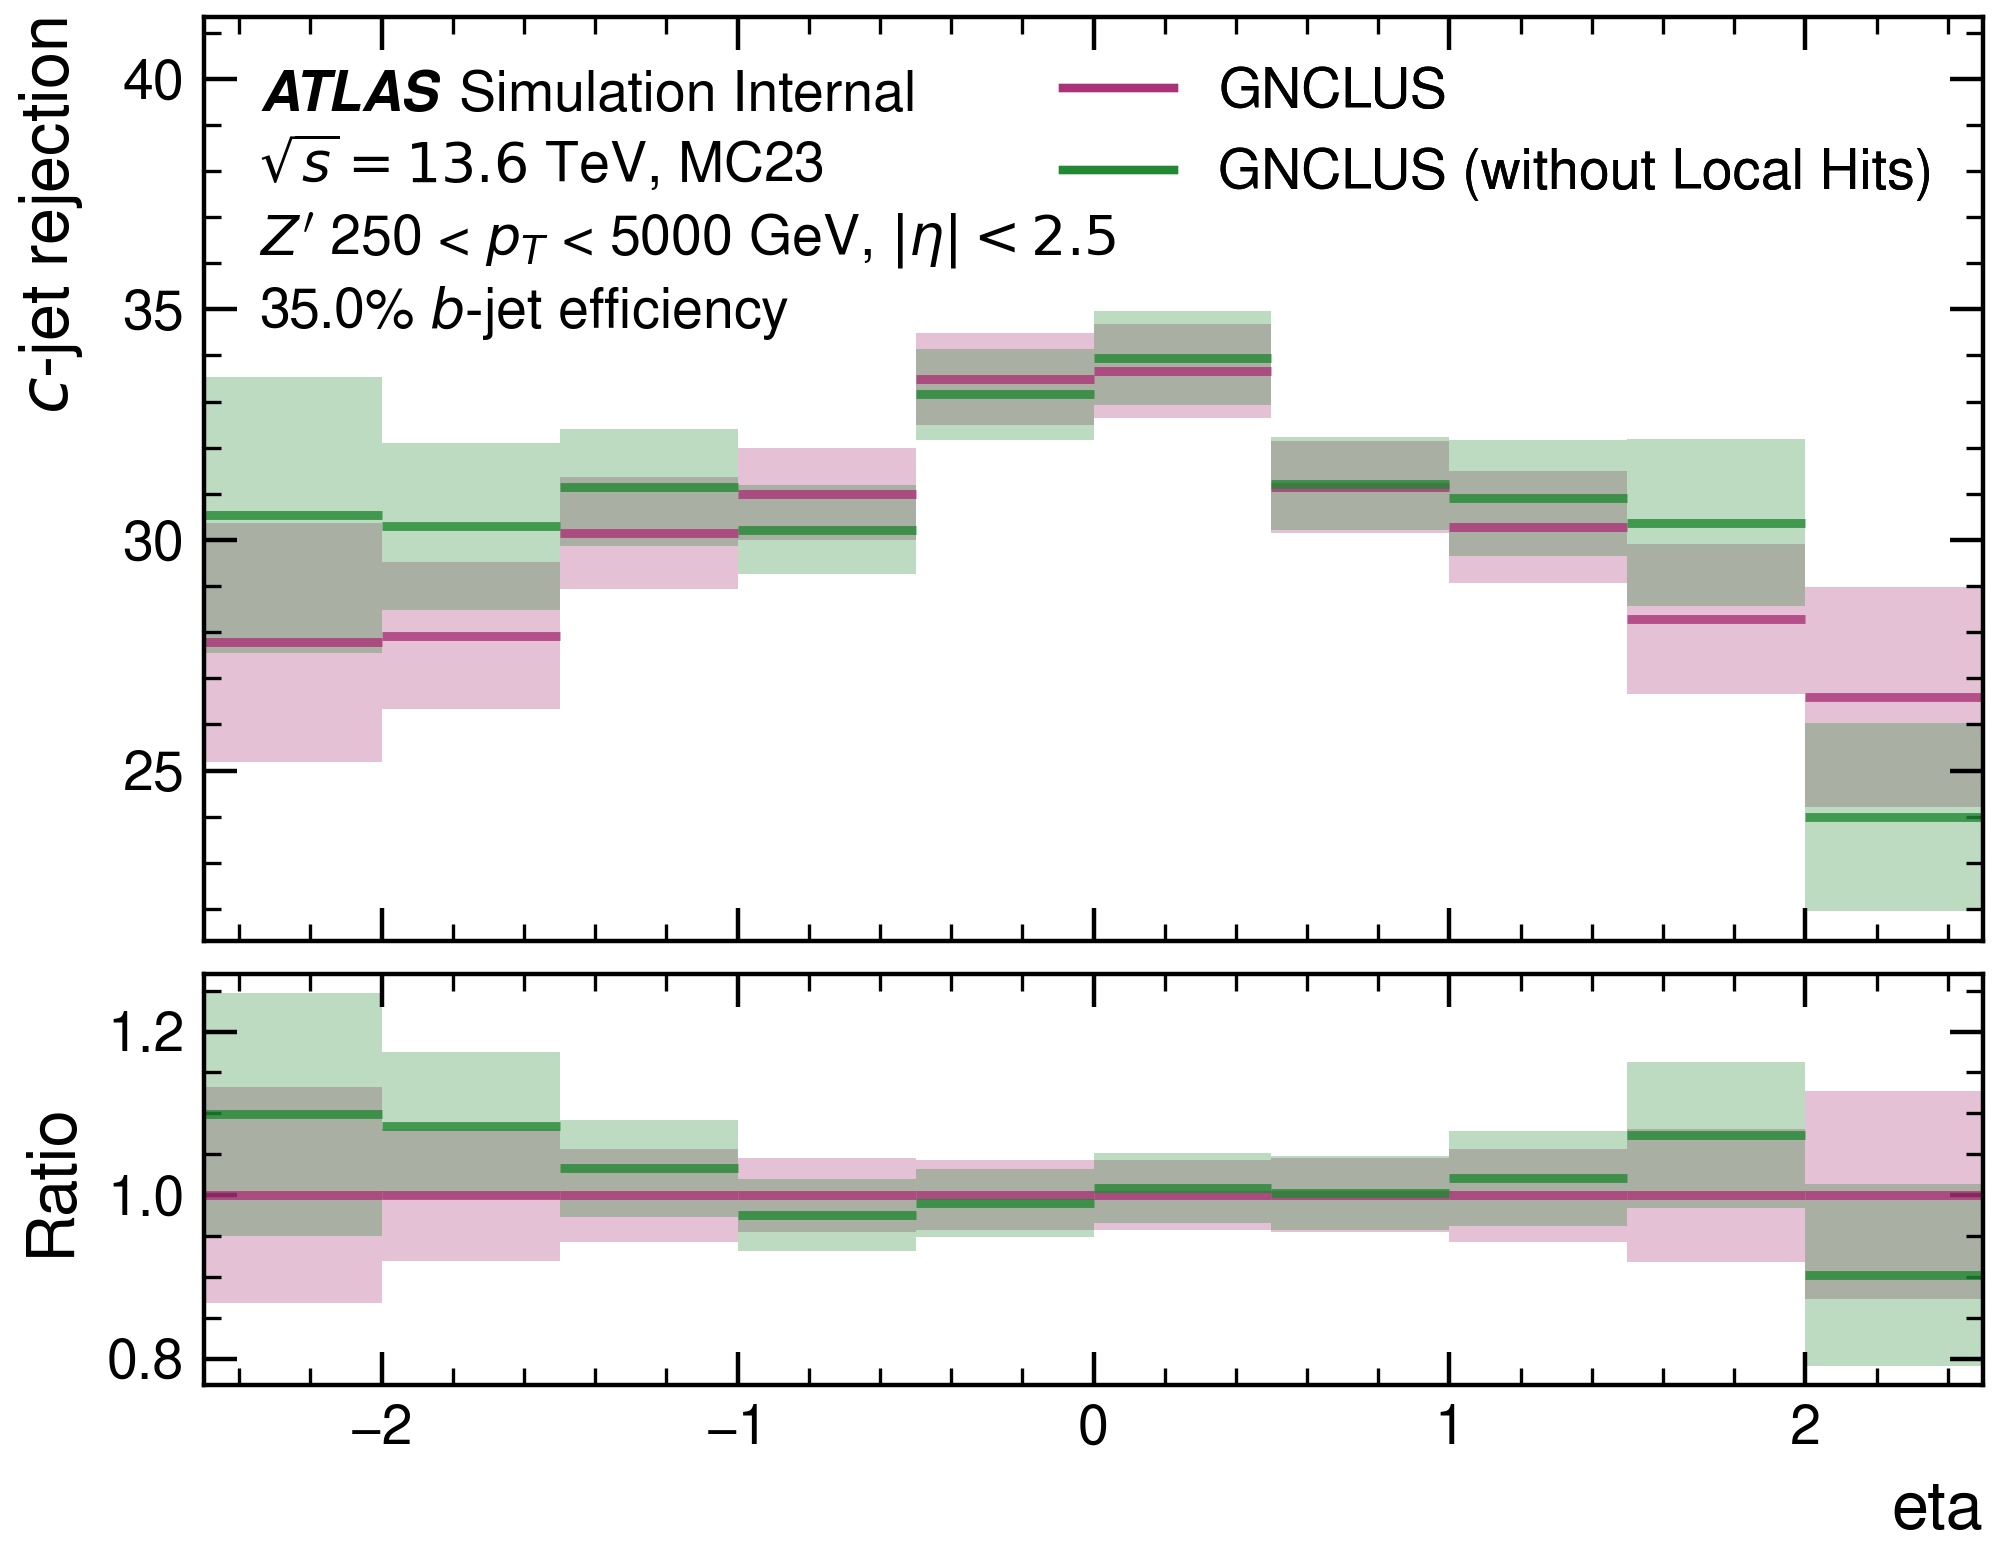 c-jet rejection
40
35
30
25
ATLAS Simulation Internal
√s = 13.6 TeV, MC23
Z′ 250 < pT < 5000 GeV, |η| < 2.5
35.0% b-jet efficiency
GNCLUS
GNCLUS (without Local Hits)
Ratio
1.2
1.0
0.8
−2 −1 0 1 2
eta